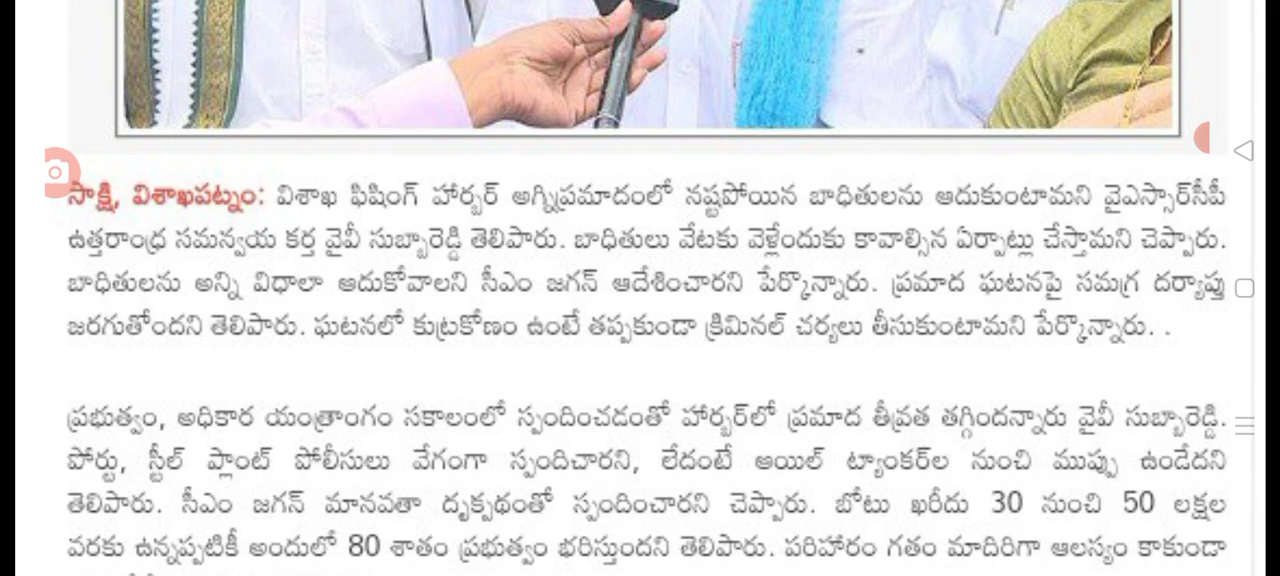 సాక్షి, విశాఖపట్నం: విశాఖ ఫిషింగ్ హార్బర్ అగ్నిప్రమాదంలో నష్టపోయిన బాధితులను ఆదుకుంటామని వైఎస్సార్‌సీపీ
ఉత్తరాంధ్ర సమన్వయ కర్త వైవీ సుబ్బారెడ్డి తెలిపారు. బాధితులు వేటకు వెళ్లేందుకు కావాల్సిన ఏర్పాట్లు చేస్తామని చెప్పారు.
బాధితులను అన్ని విధాలా ఆదుకోవాలని సీఎం జగన్ ఆదేశించారని పేర్కొన్నారు. ప్రమాద ఘటనపై సమగ్ర దర్యాప్తు
జరుగుతోందని తెలిపారు. ఘటనలో కుట్రకోణం ఉంటే తప్పకుండా క్రిమినల్ చర్యలు తీసుకుంటామని పేర్కొన్నారు. .
ప్రభుత్వం, అధికార యంత్రాంగం సకాలంలో స్పందించడంతో హార్బర్‌లో ప్రమాద తీవ్రత తగ్గిందన్నారు వైవీ సుబ్బారెడ్డి.
పోర్టు, స్టీల్ ప్లాంట్ పోలీసులు వేగంగా స్పందిచారని, లేదంటే ఆయిల్ ట్యాంకర్‌ల నుంచి ముప్పు ఉండేదని
తెలిపారు. సీఎం జగన్ మానవతా దృక్పథంతో స్పందించారని చెప్పారు. బోటు ఖరీదు 30 నుంచి 50 లక్షల
వరకు ఉన్నప్పటికీ అందులో 80 శాతం ప్రభుత్వం భరిస్తుందని తెలిపారు. పరిహారం గతం మాదిరిగా ఆలస్యం కాకుండా